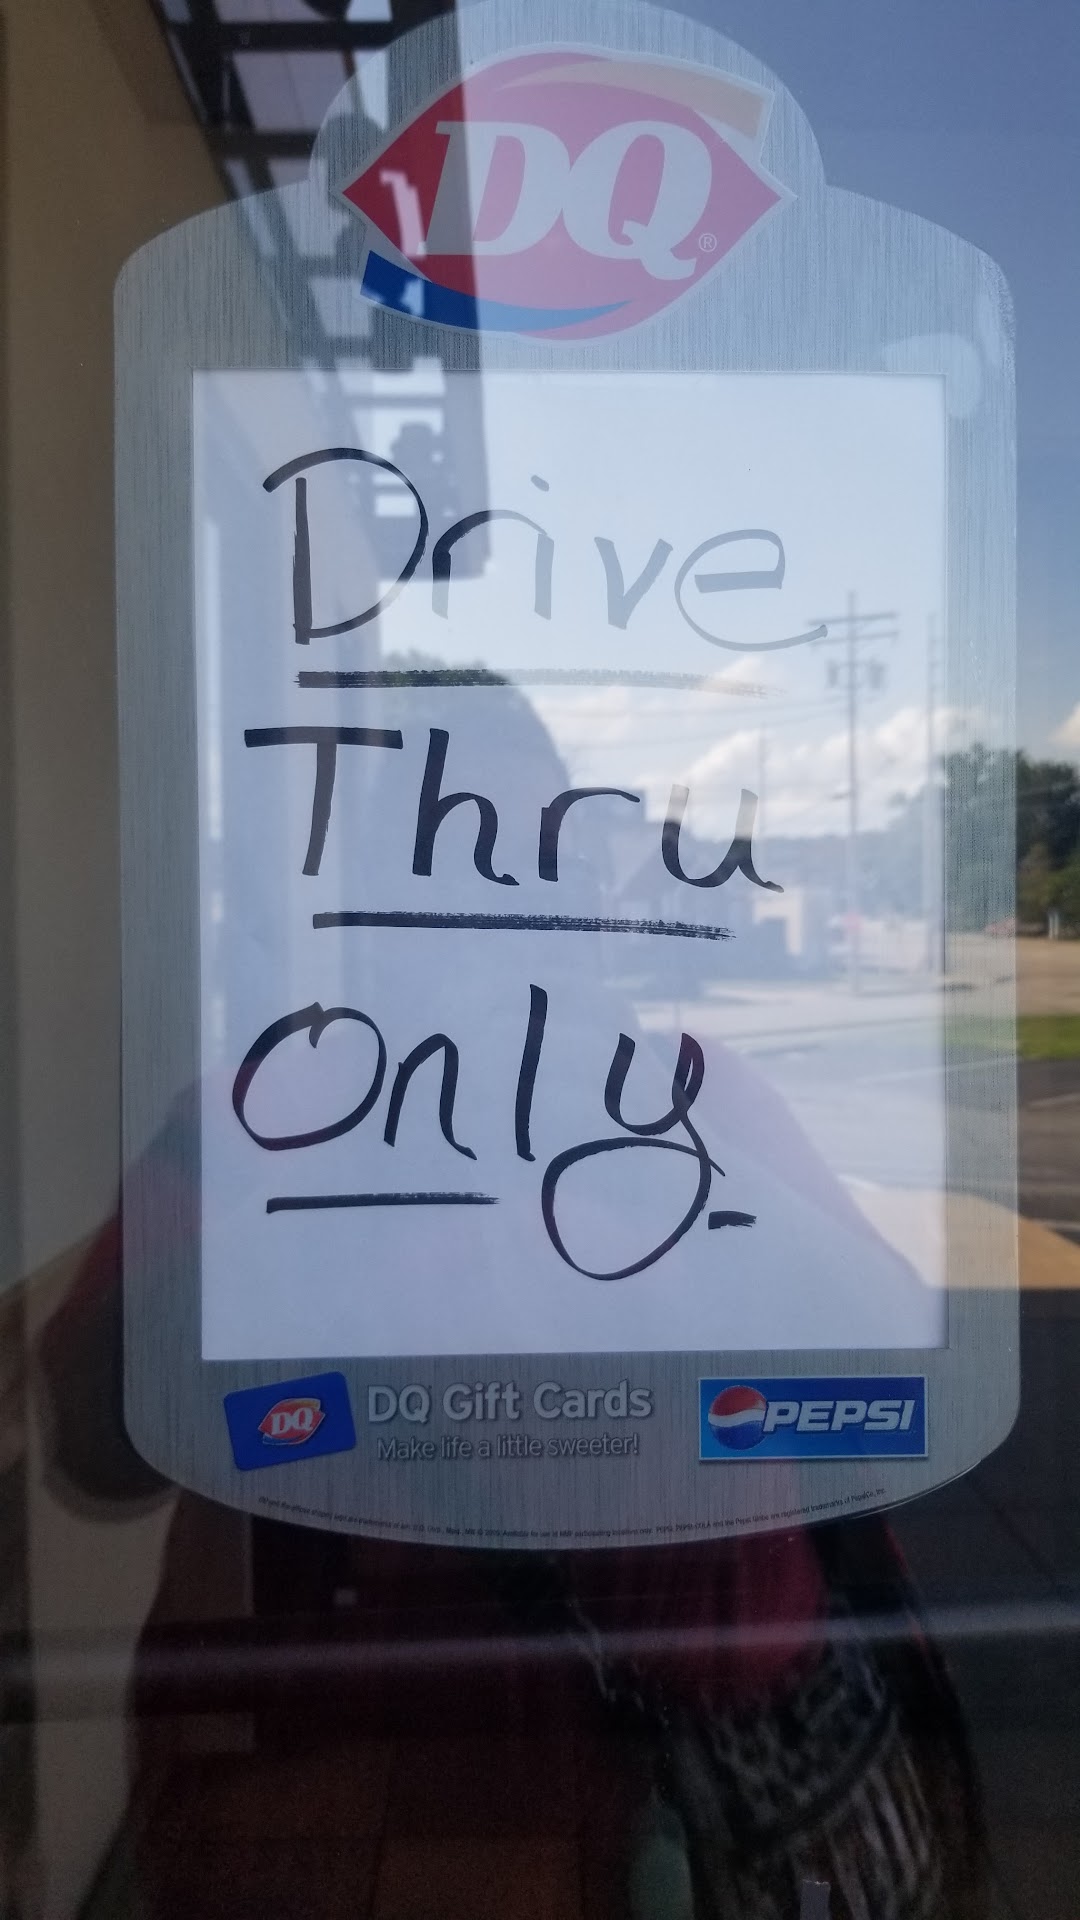 DQ®
Drive
Thru
Only
DQ DQ Gift Cards PEPSI
Make life a little sweeter!